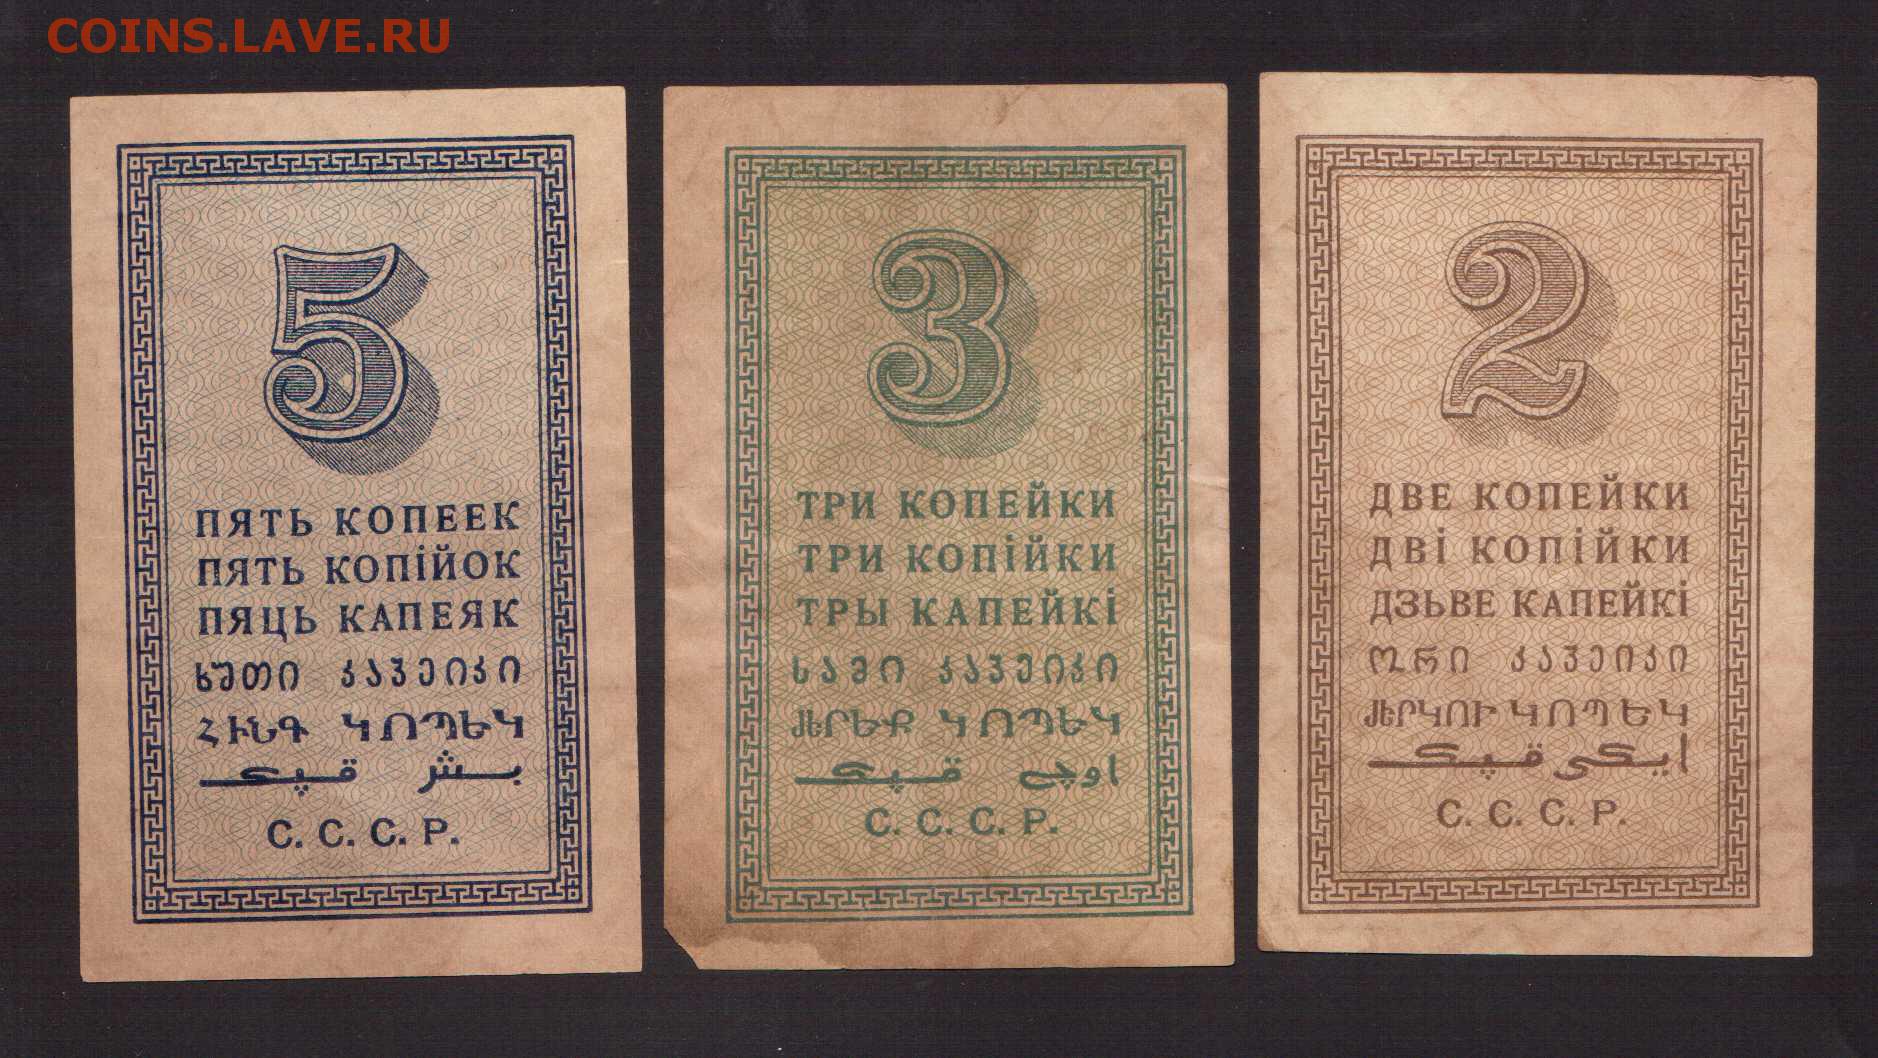 COINS.LAVE.RU
5
ПЯТЬ КОПЕЕК
ПЯТЬ КОПІЙОК
ПЯЦЬ КАПЕЯК
ხუთი კაპეიკი
ՀԻՆԳ ԿՈՊԵԿ
بش قپك
С. С. С. Р.
3
ТРИ КОПЕЙКИ
ТРИ КОПІЙКИ
ТРЫ КАПЕЙКІ
სამი კაპეიკი
ԵՐԵՔ ԿՈՊԵԿ
اوچ قپك
С. С. С. Р.
2
ДВЕ КОПЕЙКИ
ДВІ КОПІЙКИ
ДЗЬВЕ КАПЕЙКІ
ორი კაპეიკი
ԵՐԿՈՒ ԿՈՊԵԿ
ايكى قپك
С. С. С. Р.